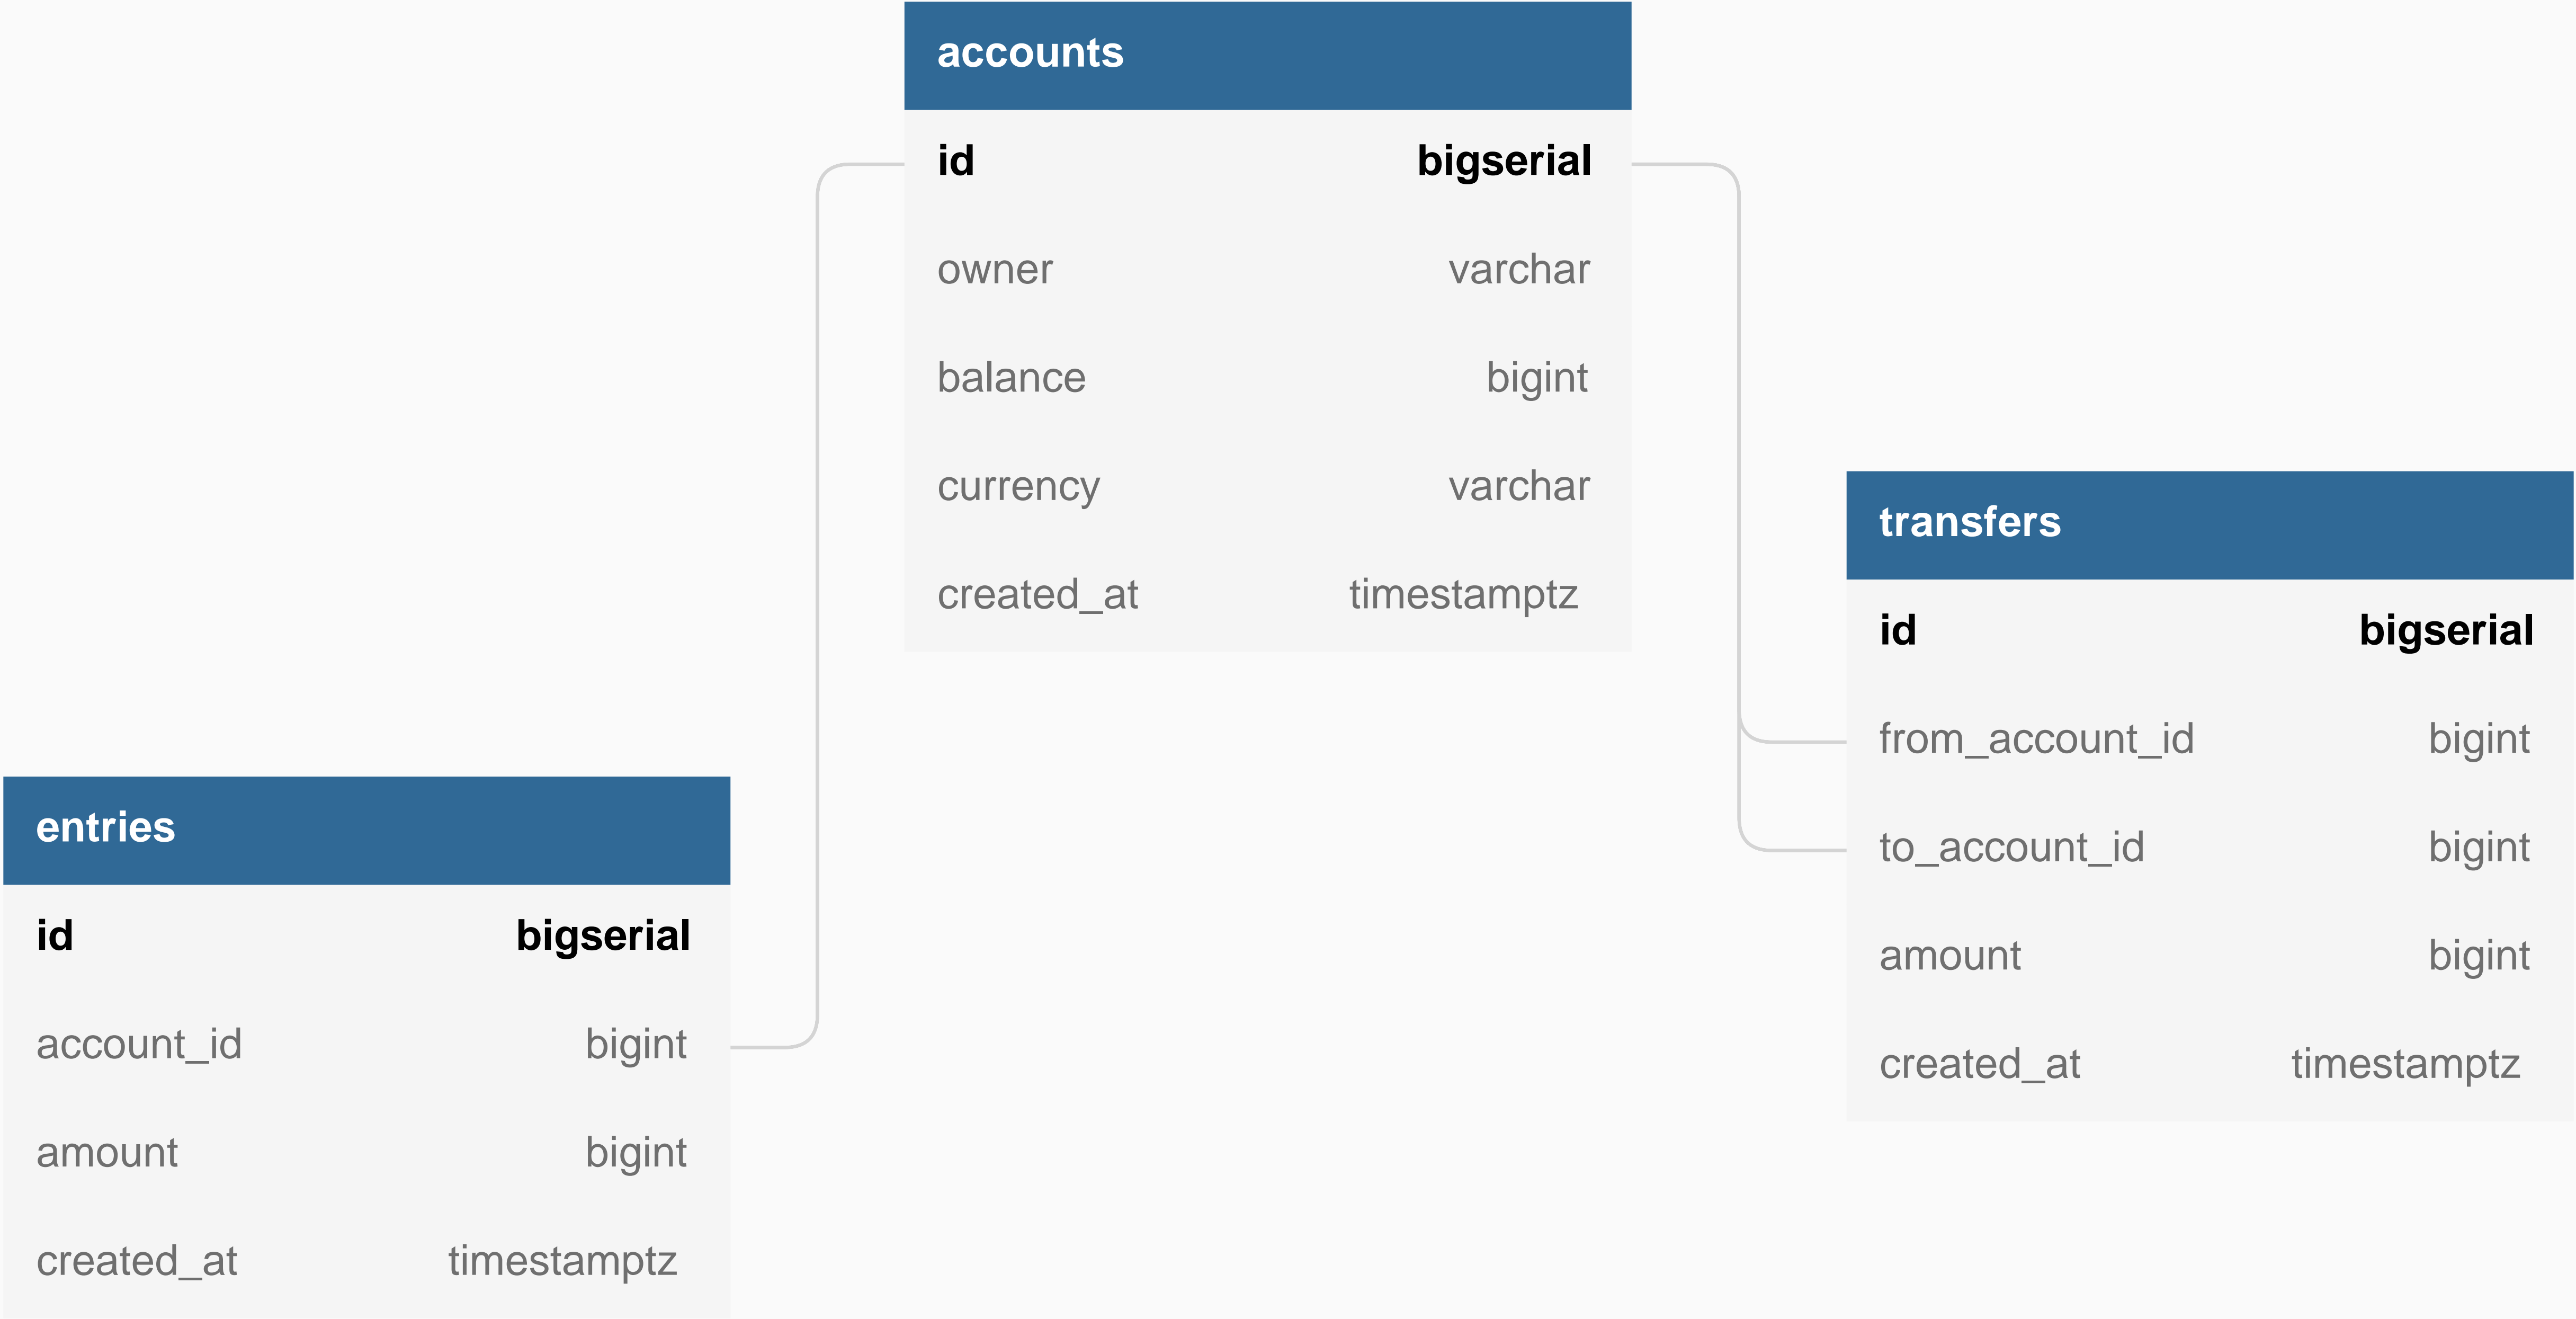 accounts
id bigserial
owner varchar
balance bigint
currency varchar
created_at timestamptz
transfers
id bigserial
from_account_id bigint
to_account_id bigint
amount bigint
created_at timestamptz
entries
id bigserial
account_id bigint
amount bigint
created_at timestamptz